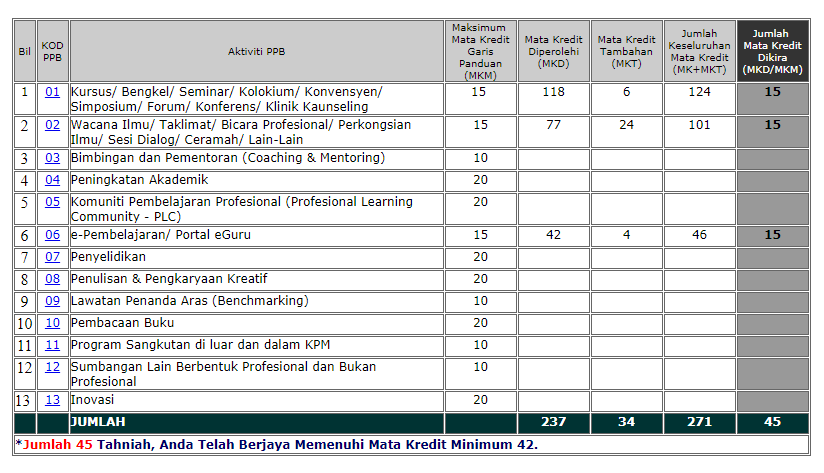 Bil KOD PPB Aktiviti PPB Maksimum Mata Kredit Garis Panduan (MKM) Mata Kredit Diperolehi (MKD) Mata Kredit Tambahan (MKT) Jumlah Keseluruhan Mata Kredit (MK+MKT) Jumlah Mata Kredit Dikira (MKD/MKM)
1 01 Kursus/ Bengkel/ Seminar/ Kolokium/ Konvensyen/ 15 118 6 124 15
Simposium/ Forum/ Konferens/ Klinik Kaunseling
2 02 Wacana Ilmu/ Taklimat/ Bicara Profesional/ Perkongsian 15 77 24 101 15
Ilmu/ Sesi Dialog/ Ceramah/ Lain-Lain
3 03 Bimbingan dan Pementoran (Coaching & Mentoring) 10
4 04 Peningkatan Akademik 20
5 05 Komuniti Pembelajaran Profesional (Profesional Learning 20
Community - PLC)
6 06 e-Pembelajaran/ Portal eGuru 15 42 4 46 15
7 07 Penyelidikan 20
8 08 Penulisan & Pengkaryaan Kreatif 20
9 09 Lawatan Penanda Aras (Benchmarking) 10
10 10 Pembacaan Buku 20
11 11 Program Sangkutan di luar dan dalam KPM 10
12 12 Sumbangan Lain Berbentuk Profesional dan Bukan 10
Profesional
13 13 Inovasi 20
JUMLAH 237 34 271 45
*Jumlah 45 Tahniah, Anda Telah Berjaya Memenuhi Mata Kredit Minimum 42.